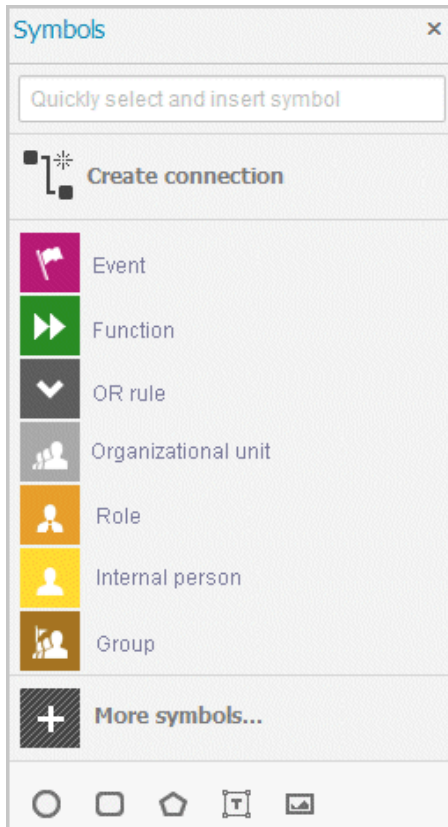 Symbols
Quickly select and insert symbol
Create connection
Event
Function
OR rule
Organizational unit
Role
Internal person
Group
More symbols...
T